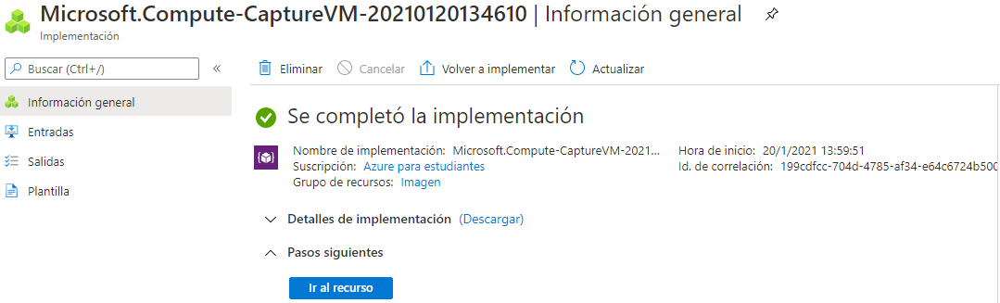 Microsoft.Compute-CaptureVM-20210120134610 | Información general
Implementación
Buscar (Ctrl+/)
«
Eliminar
Cancelar
Volver a implementar
Actualizar
Información general
Entradas
Salidas
Plantilla
Se completó la implementación
Nombre de implementación: Microsoft.Compute-CaptureVM-2021...
Suscripción: Azure para estudiantes
Grupo de recursos: Imagen
Hora de inicio: 20/1/2021 13:59:51
Id. de correlación: 199cdfcc-704d-4785-af34-e64c6724b500
Detalles de implementación (Descargar)
Pasos siguientes
Ir al recurso